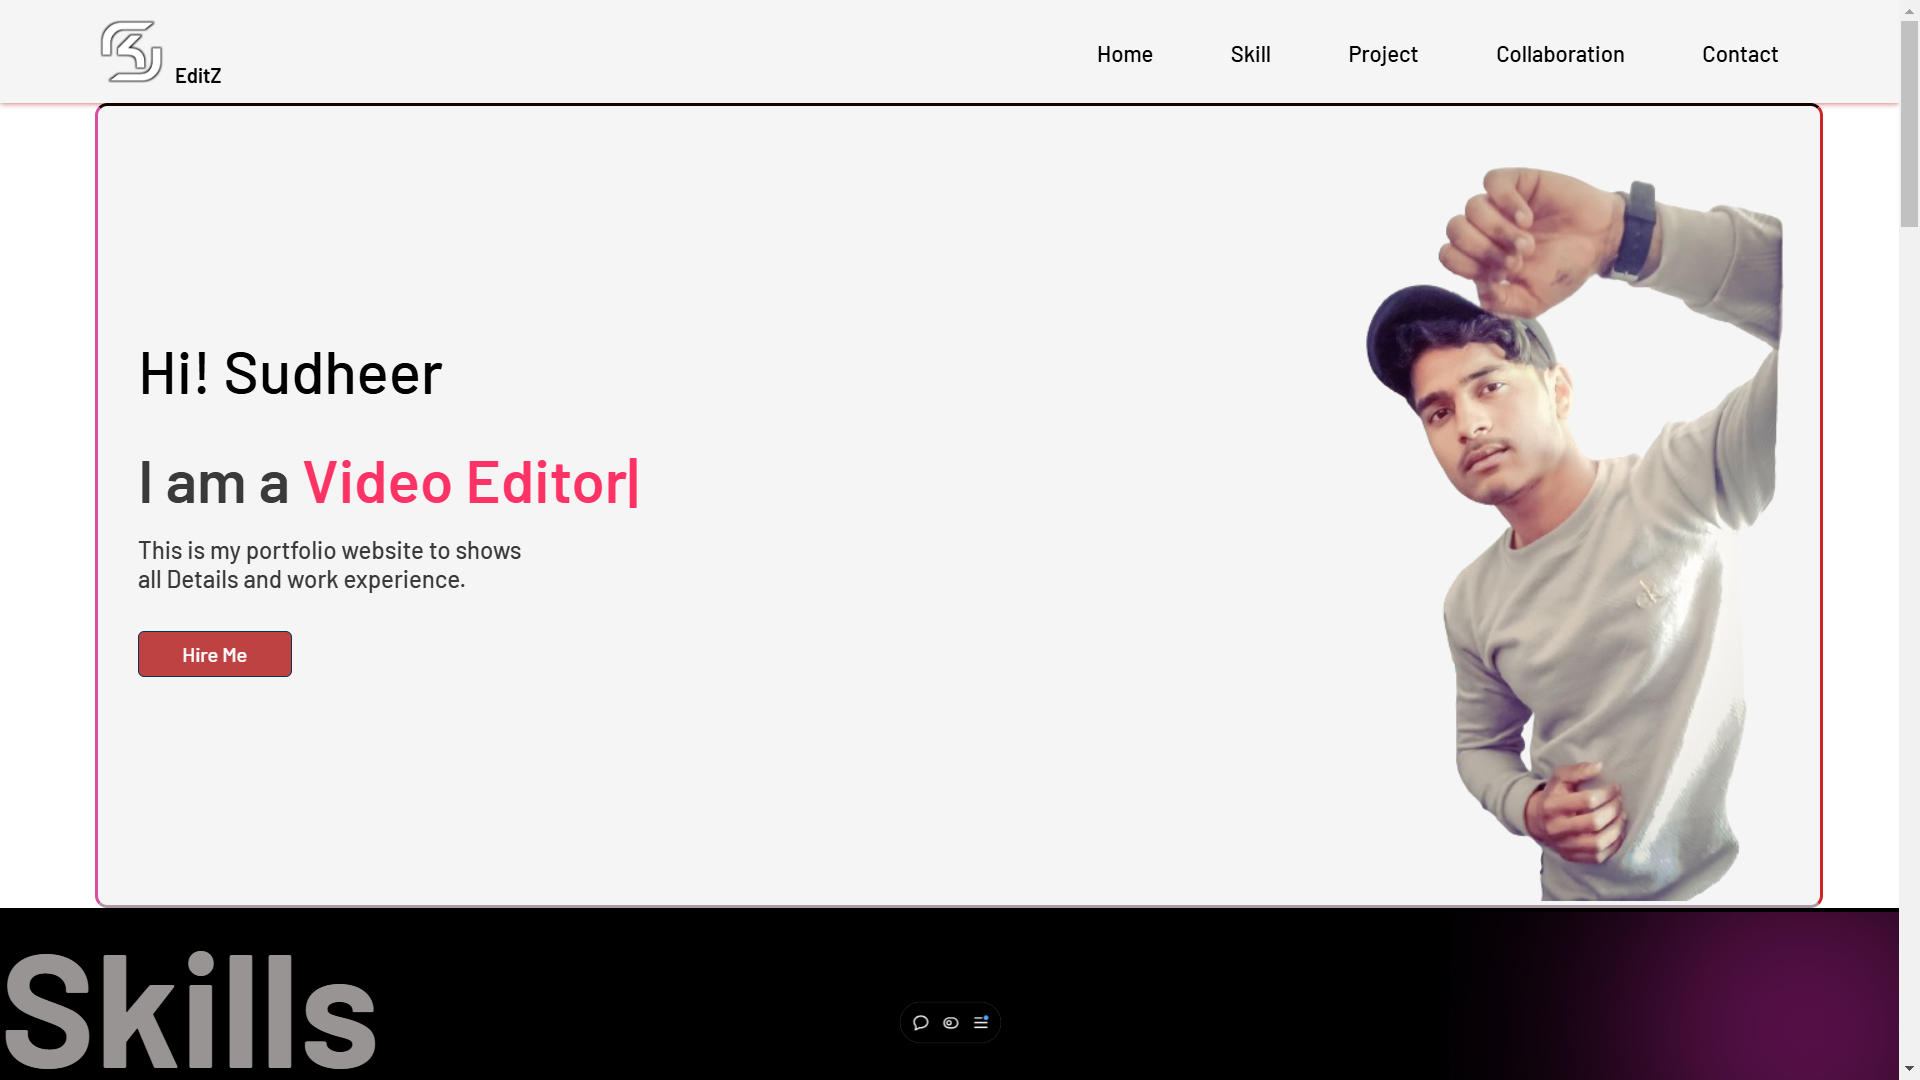 EditZ
Home
Skill
Project
Collaboration
Contact
Hi! Sudheer
I am a Video Editor|
This is my portfolio website to shows
all Details and work experience.
Hire Me
Skills